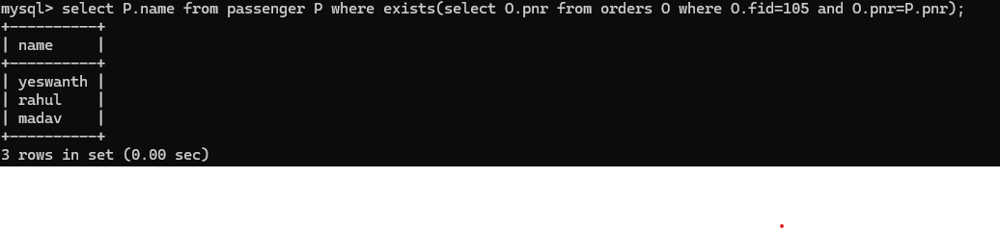 mysql> select P.name from passenger P where exists(select O.pnr from orders O where O.fid=105 and O.pnr=P.pnr);
+----------+
| name     |
+----------+
| yeswanth |
| rahul    |
| madav    |
+----------+
3 rows in set (0.00 sec)